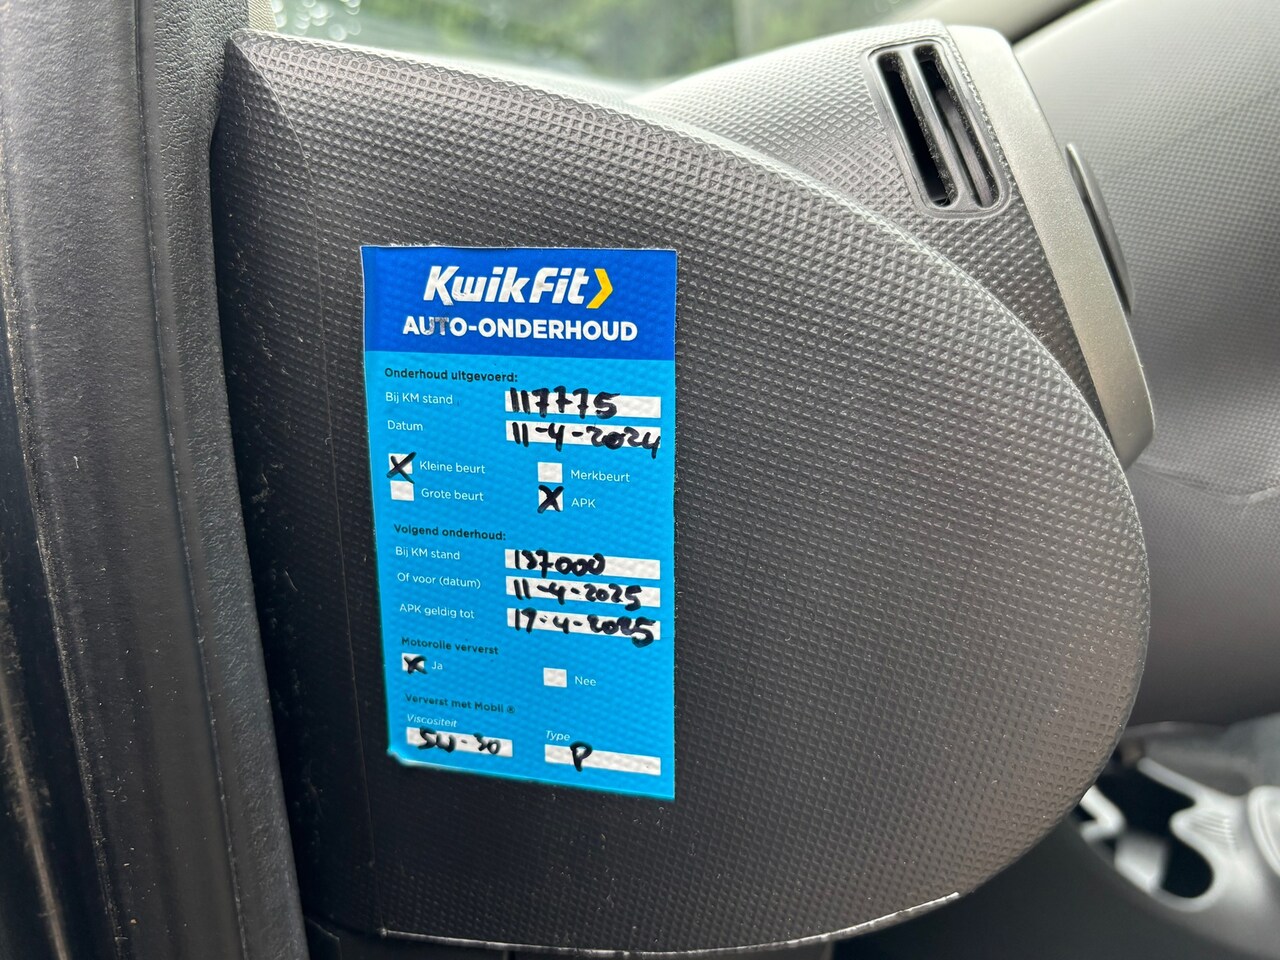 KwikFit
AUTO-ONDERHOUD
Onderhoud uitgevoerd:
Bij KM stand 117775
Datum 11-4-2024
X Kleine beurt Merkbeurt
Grote beurt X APK
Volgend onderhoud:
Bij KM stand 137000
Of voor (datum) 11-4-2025
APK geldig tot 17-4-2025
Motorolie ververst
X Ja Nee
Ververst met Mobil ®
Viscositeit Type
5W-30 P